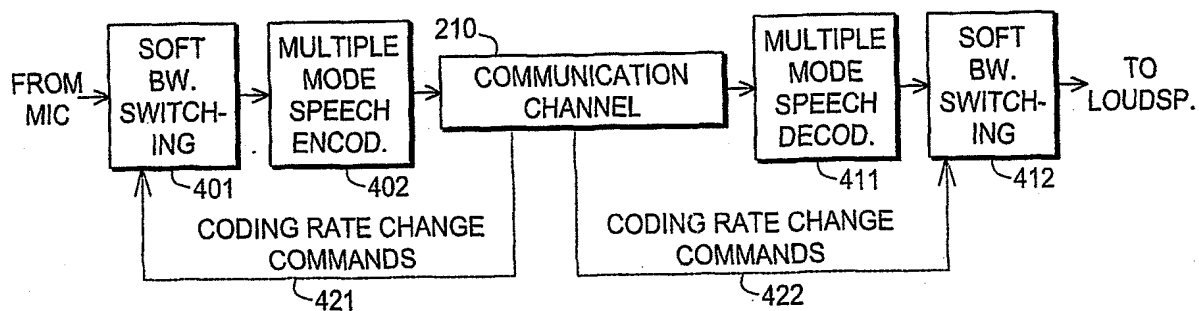 FROM
MIC
SOFT
BW.
SWITCH-
ING
401
MULTIPLE
MODE
SPEECH
ENCOD.
402
210
COMMUNICATION
CHANNEL
MULTIPLE
MODE
SPEECH
DECOD.
411
SOFT
BW.
SWITCH-
ING
412
TO
LOUDSP.
CODING RATE CHANGE
COMMANDS
421
CODING RATE CHANGE
COMMANDS
422